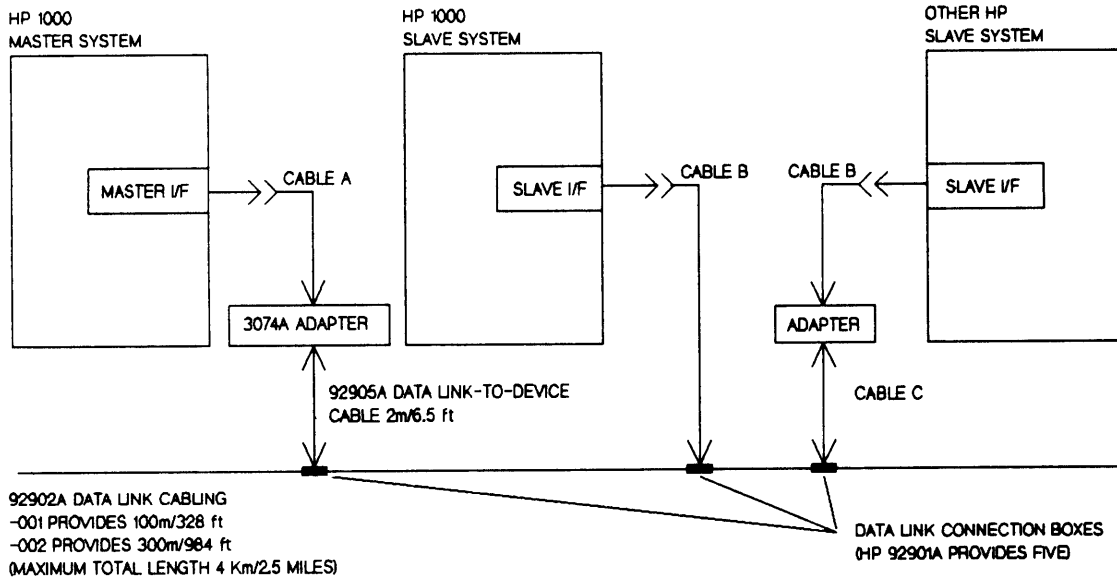 HP 1000
MASTER SYSTEM
HP 1000
SLAVE SYSTEM
OTHER HP
SLAVE SYSTEM
MASTER I/F
CABLE A
SLAVE I/F
CABLE B
CABLE B
SLAVE I/F
3074A ADAPTER
ADAPTER
92905A DATA LINK-TO-DEVICE
CABLE 2m/6.5 ft
CABLE C
92902A DATA LINK CABLING
-001 PROVIDES 100m/328 ft
-002 PROVIDES 300m/984 ft
(MAXIMUM TOTAL LENGTH 4 Km/2.5 MILES)
DATA LINK CONNECTION BOXES
(HP 92901A PROVIDES FIVE)